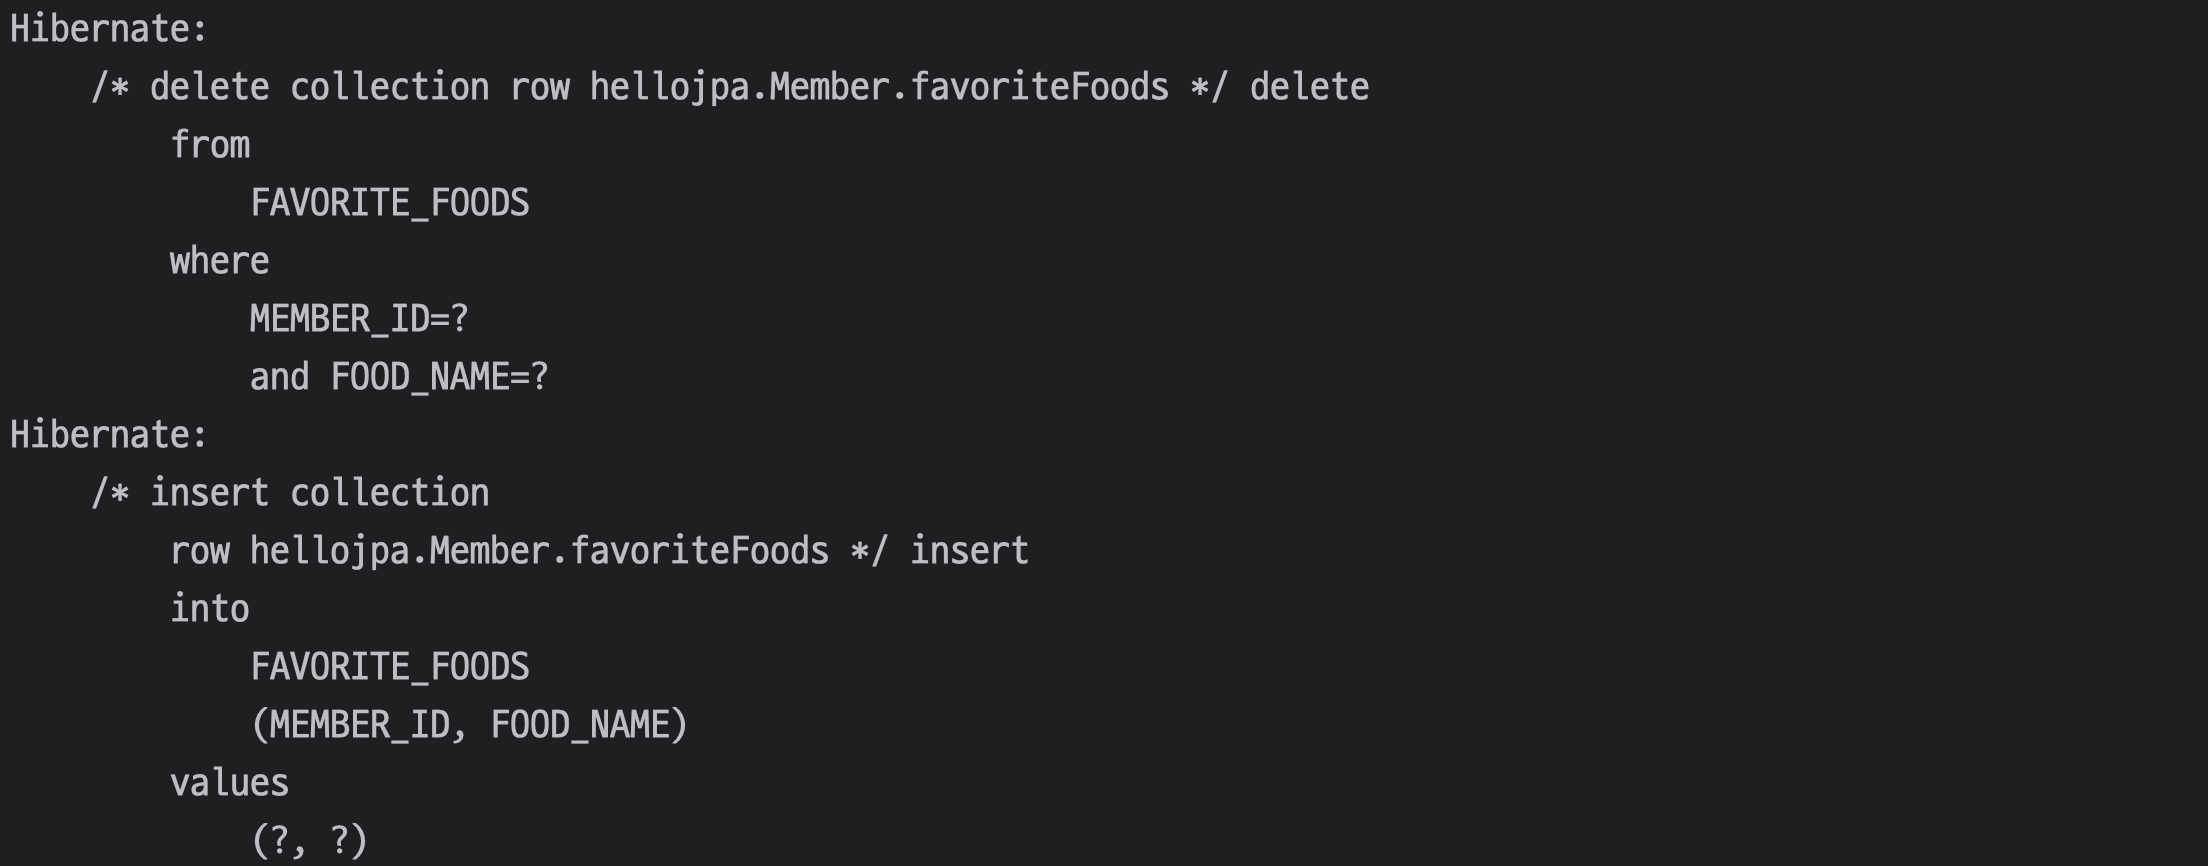 Hibernate:
    /* delete collection row hellojpa.Member.favoriteFoods */ delete
        from
            FAVORITE_FOODS
        where
            MEMBER_ID=?
            and FOOD_NAME=?
Hibernate:
    /* insert collection
        row hellojpa.Member.favoriteFoods */ insert
        into
            FAVORITE_FOODS
            (MEMBER_ID, FOOD_NAME)
        values
            (?, ?)